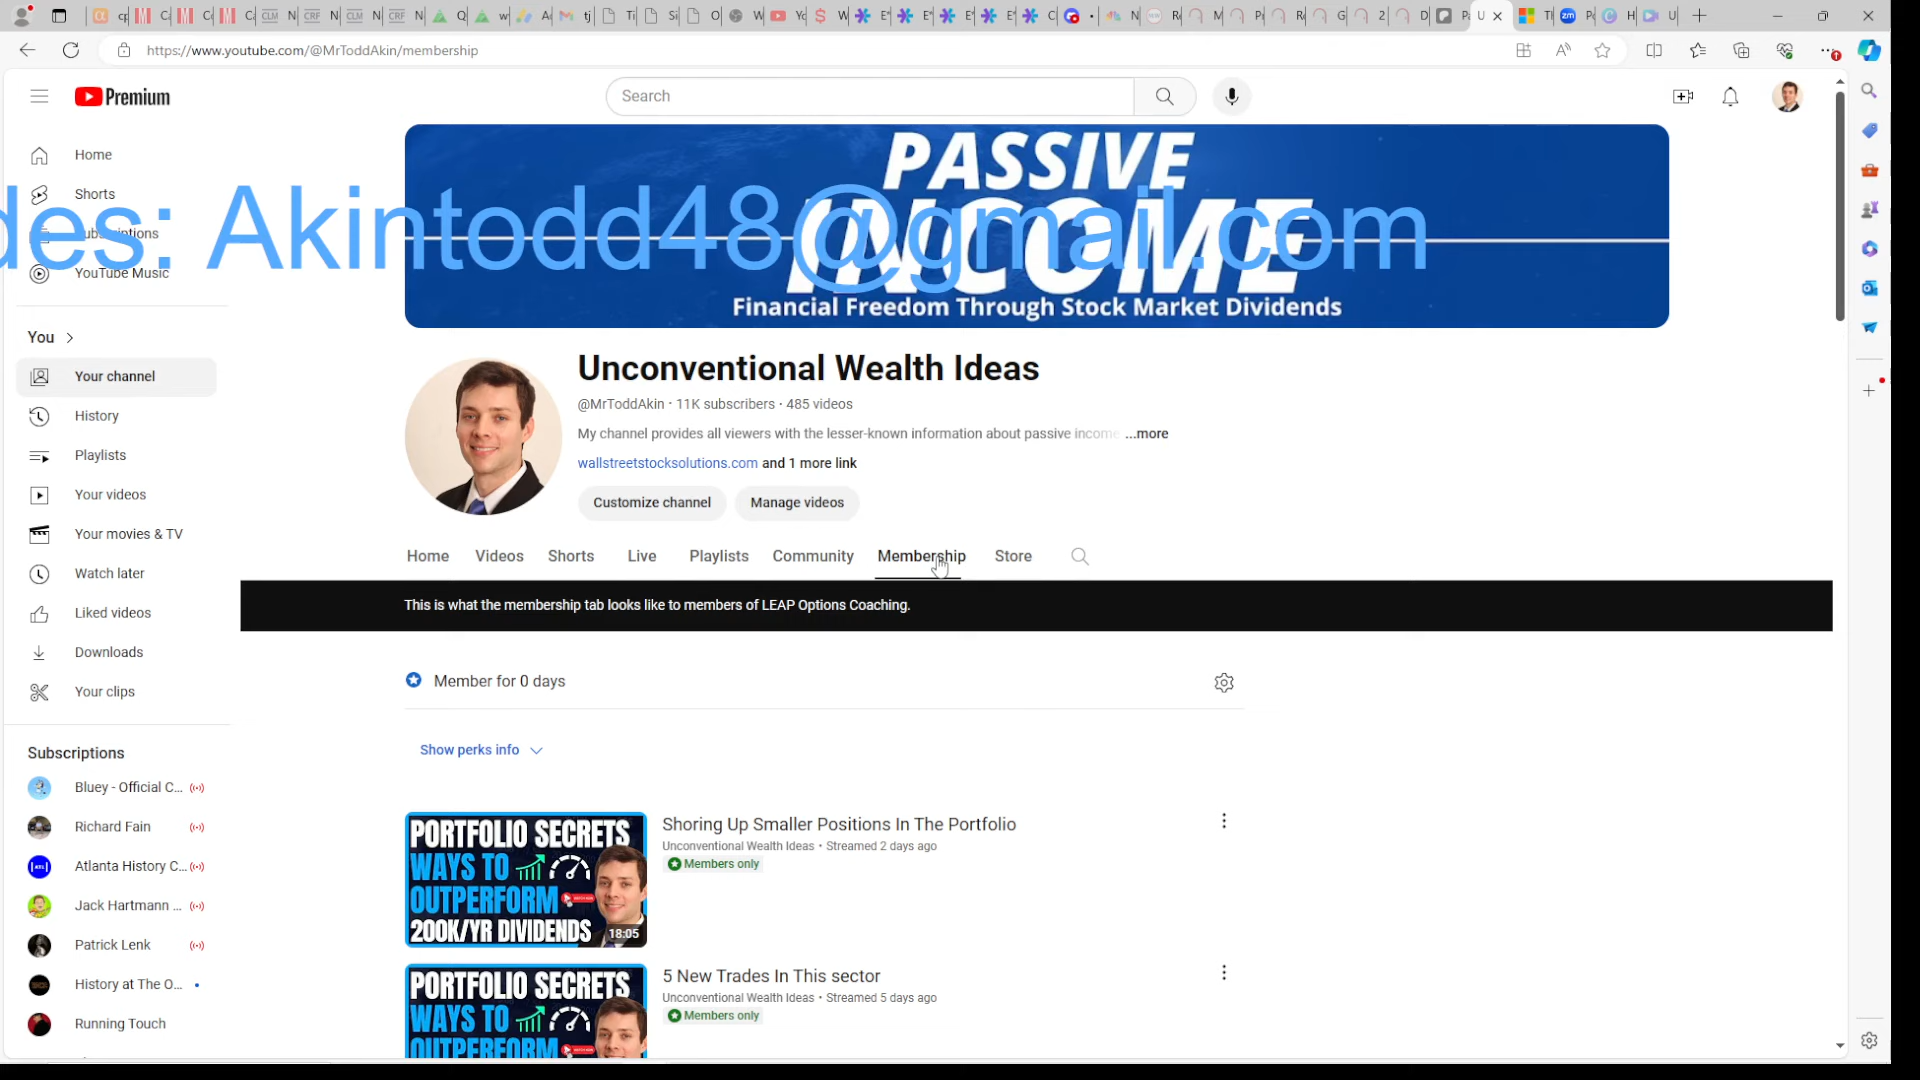 https://www.youtube.com/@MrToddAkin/membership
Premium
Search
Home
Shorts
Subscriptions
YouTube Music
des: Akintodd48@gmail.com
PASSIVE
INCOME
Financial Freedom Through Stock Market Dividends
You
Your channel
History
Playlists
Your videos
Your movies & TV
Watch later
Liked videos
Downloads
Your clips
Subscriptions
Bluey - Official C...
Richard Fain
Atlanta History C...
Jack Hartmann ...
Patrick Lenk
History at The O...
Running Touch
Unconventional Wealth Ideas
@MrToddAkin · 11K subscribers · 485 videos
My channel provides all viewers with the lesser-known information about passive income ...more
wallstreetstocksolutions.com and 1 more link
Customize channel Manage videos
Home Videos Shorts Live Playlists Community Membership Store
This is what the membership tab looks like to members of LEAP Options Coaching.
Member for 0 days
Show perks info
PORTFOLIO SECRETS
WAYS TO
OUTPERFORM
200K/YR DIVIDENDS
18:05
Shoring Up Smaller Positions In The Portfolio
Unconventional Wealth Ideas • Streamed 2 days ago
Members only
PORTFOLIO SECRETS
WAYS TO
OUTPERFORM
5 New Trades In This sector
Unconventional Wealth Ideas • Streamed 5 days ago
Members only